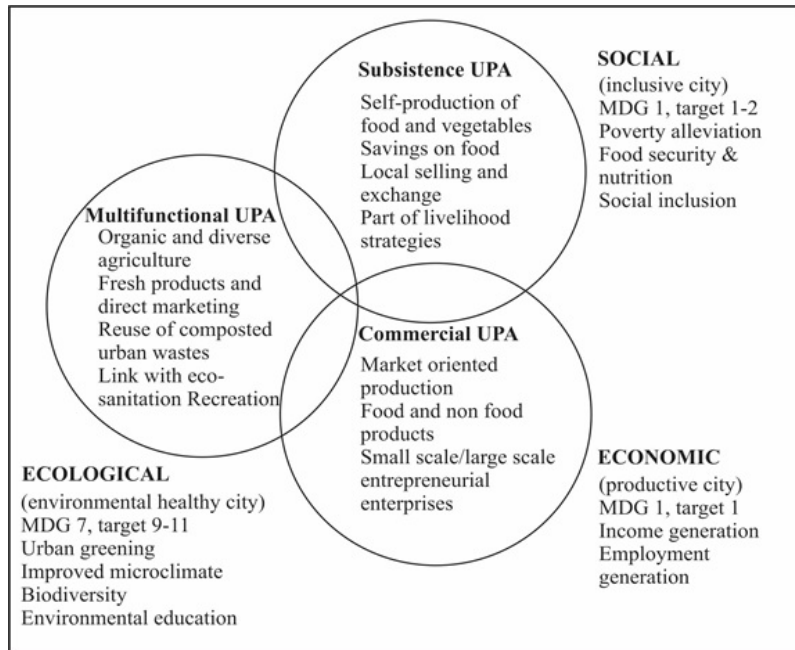 Subsistence UPA
Self-production of
food and vegetables
Savings on food
Local selling and
exchange
Part of livelihood
strategies
SOCIAL
(inclusive city)
MDG 1, target 1-2
Poverty alleviation
Food security &
nutrition
Social inclusion
Multifunctional UPA
Organic and diverse
agriculture
Fresh products and
direct marketing
Reuse of composted
urban wastes
Link with eco-
sanitation Recreation
Commercial UPA
Market oriented
production
Food and non food
products
Small scale/large scale
entrepreneurial
enterprises
ECOLOGICAL
(environmental healthy city)
MDG 7, target 9-11
Urban greening
Improved microclimate
Biodiversity
Environmental education
ECONOMIC
(productive city)
MDG 1, target 1
Income generation
Employment
generation